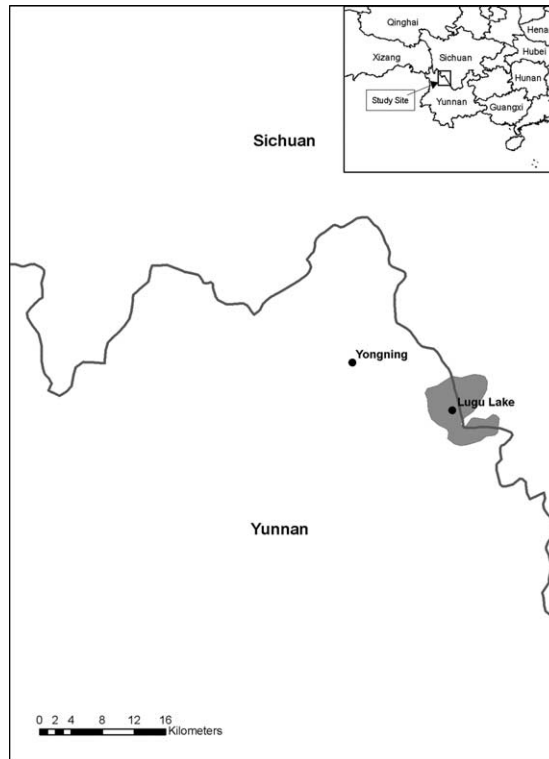 Qinghai
Hena
Xizang
Sichuan
Hubei
Hunan
Study Site
Yunnan
Guangxi
Sichuan
Yongning
Lugu Lake
Yunnan
0 2 4 8 12 16
Kilometers